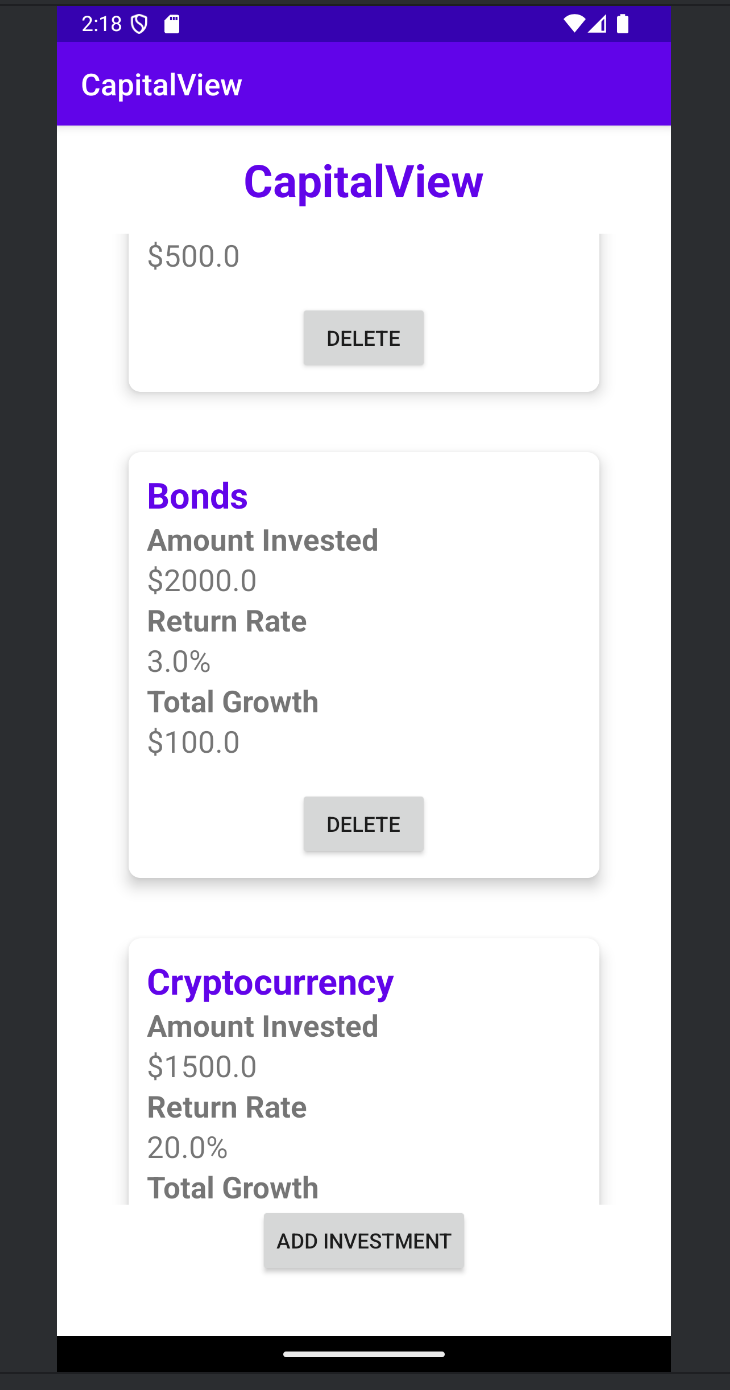 2:18
CapitalView
CapitalView
$500.0
DELETE
Bonds
Amount Invested
$2000.0
Return Rate
3.0%
Total Growth
$100.0
DELETE
Cryptocurrency
Amount Invested
$1500.0
Return Rate
20.0%
Total Growth
ADD INVESTMENT